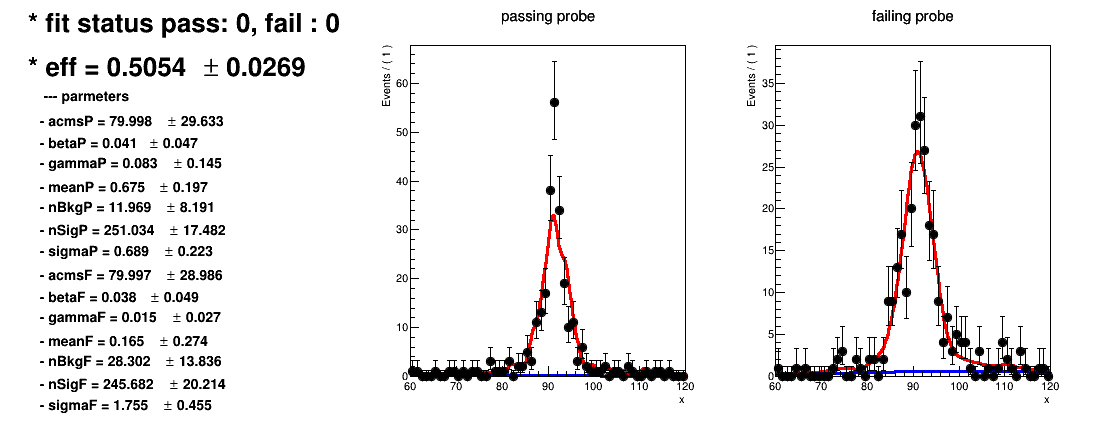 * fit status pass: 0, fail : 0
* eff = 0.5054 ± 0.0269
--- parmeters
- acmsP = 79.998 ± 29.633
- betaP = 0.041 ± 0.047
- gammaP = 0.083 ± 0.145
- meanP = 0.675 ± 0.197
- nBkgP = 11.969 ± 8.191
- nSigP = 251.034 ± 17.482
- sigmaP = 0.689 ± 0.223
- acmsF = 79.997 ± 28.986
- betaF = 0.038 ± 0.049
- gammaF = 0.015 ± 0.027
- meanF = 0.165 ± 0.274
- nBkgF = 28.302 ± 13.836
- nSigF = 245.682 ± 20.214
- sigmaF = 1.755 ± 0.455
passing probe
Events / ( 1 )
60
50
40
30
20
10
0
60 70 80 90 100 110 120
x
failing probe
Events / ( 1 )
35
30
25
20
15
10
5
0
60 70 80 90 100 110 120
x